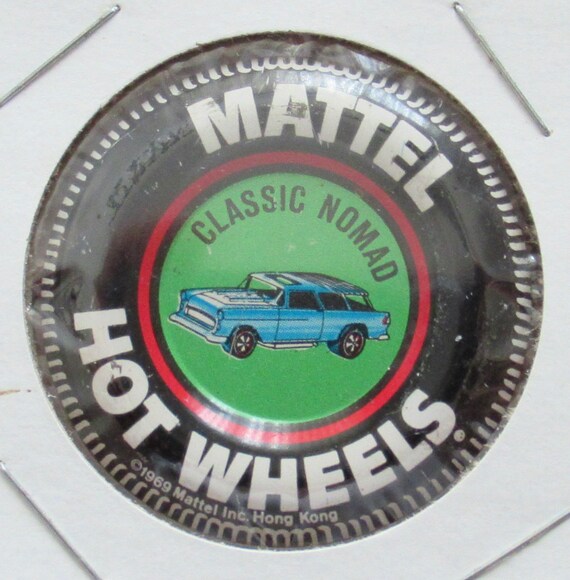 MATTEL
CLASSIC NOMAD
HOT WHEELS®
©1969 Mattel Inc. Hong Kong